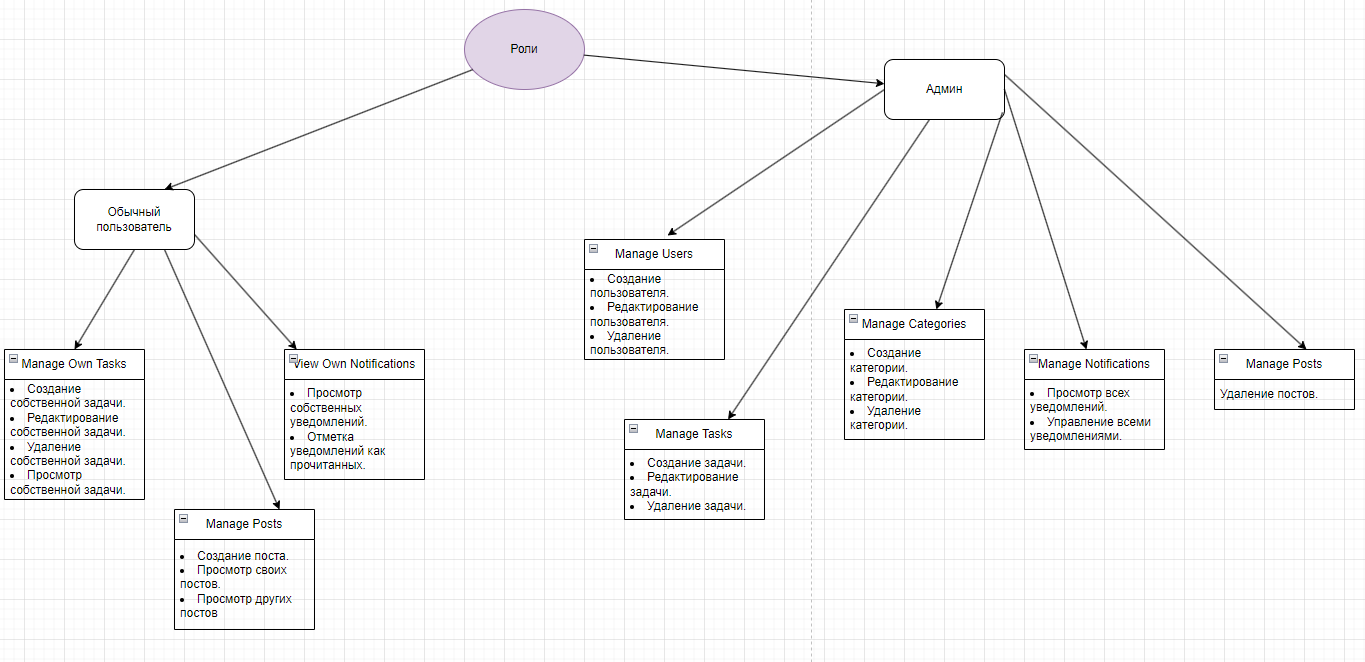 Роли
Админ
Обычный
пользователь
Manage Own Tasks
• Создание
собственной задачи.
• Редактирование
собственной задачи.
• Удаление
собственной задачи.
• Просмотр
собственной задачи.
Manage Posts
• Создание поста.
• Просмотр своих
постов.
• Просмотр других
постов
View Own Notifications
• Просмотр
собственных
уведомлений.
• Отметка
уведомлений как
прочитанных.
Manage Users
• Создание
пользователя.
• Редактирование
пользователя.
• Удаление
пользователя.
Manage Tasks
• Создание задачи.
• Редактирование
задачи.
• Удаление задачи.
Manage Categories
• Создание
категории.
• Редактирование
категории.
• Удаление
категории.
Manage Notifications
• Просмотр всех
уведомлений.
• Управление всеми
уведомлениями.
Manage Posts
Удаление постов.